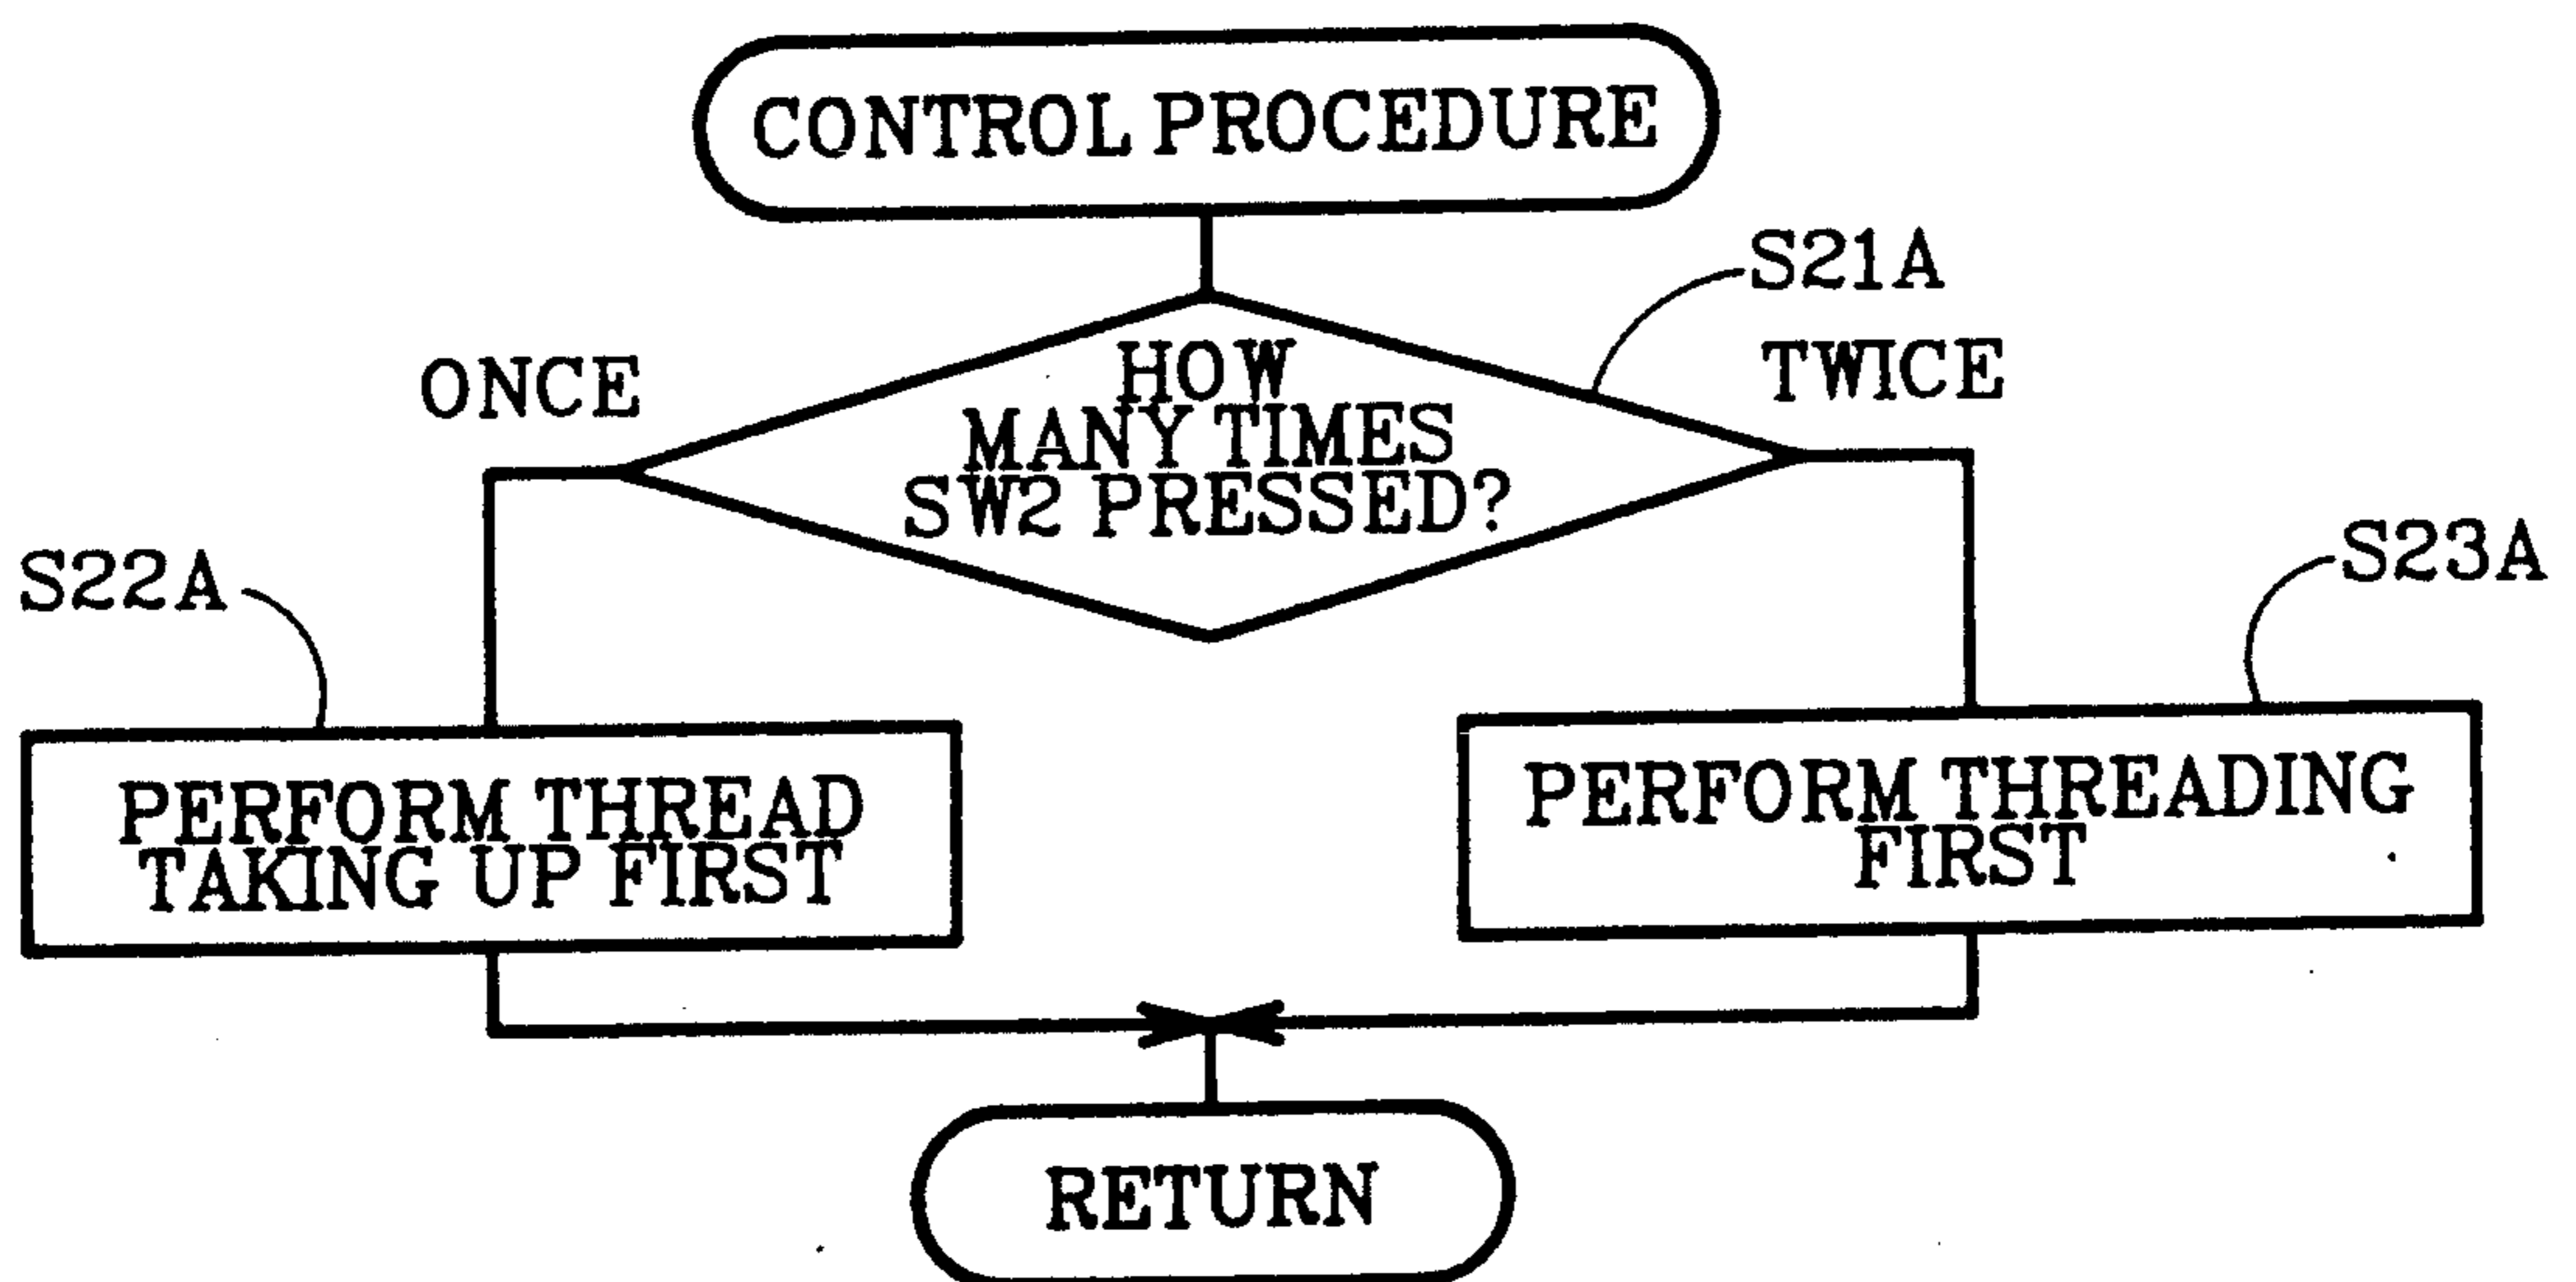 CONTROL PROCEDURE
S21A
ONCE
TWICE
HOW
MANY TIMES
SW2 PRESSED?
S22A
S23A
PERFORM THREAD
TAKING UP FIRST
PERFORM THREADING
FIRST
RETURN